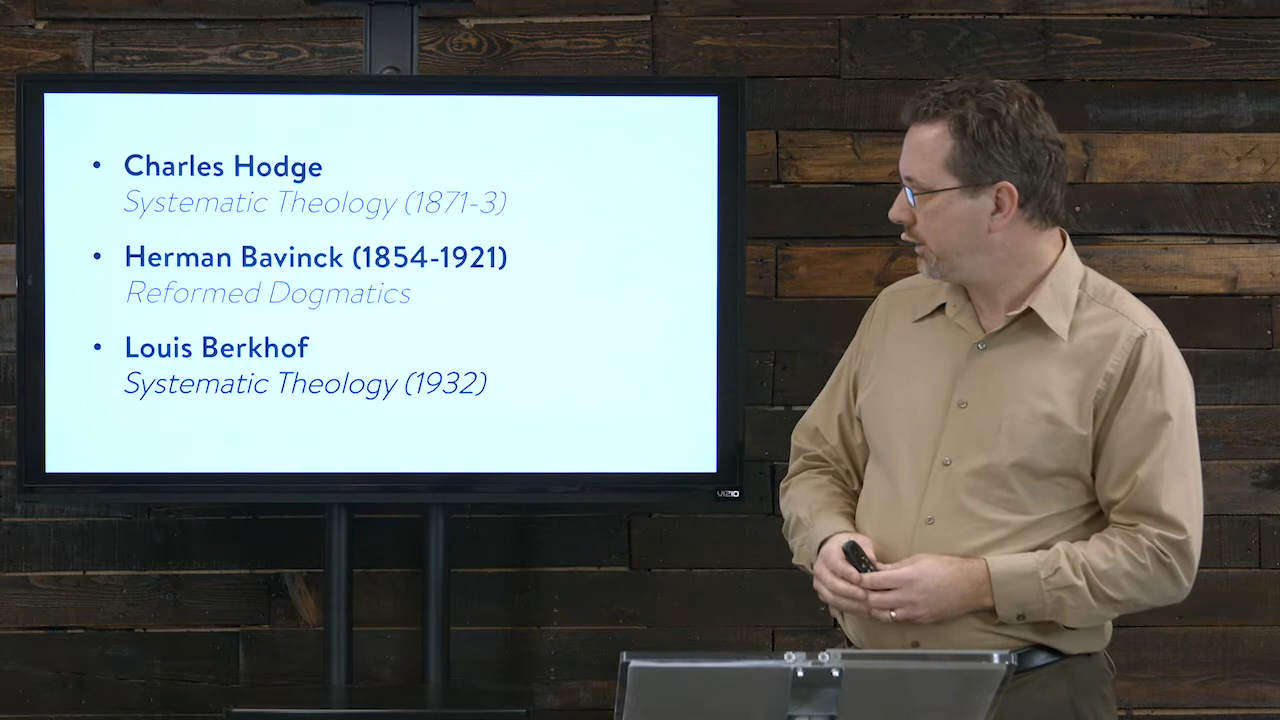 • Charles Hodge
Systematic Theology (1871-3)
• Herman Bavinck (1854-1921)
Reformed Dogmatics
• Louis Berkhof
Systematic Theology (1932)
VIZIO